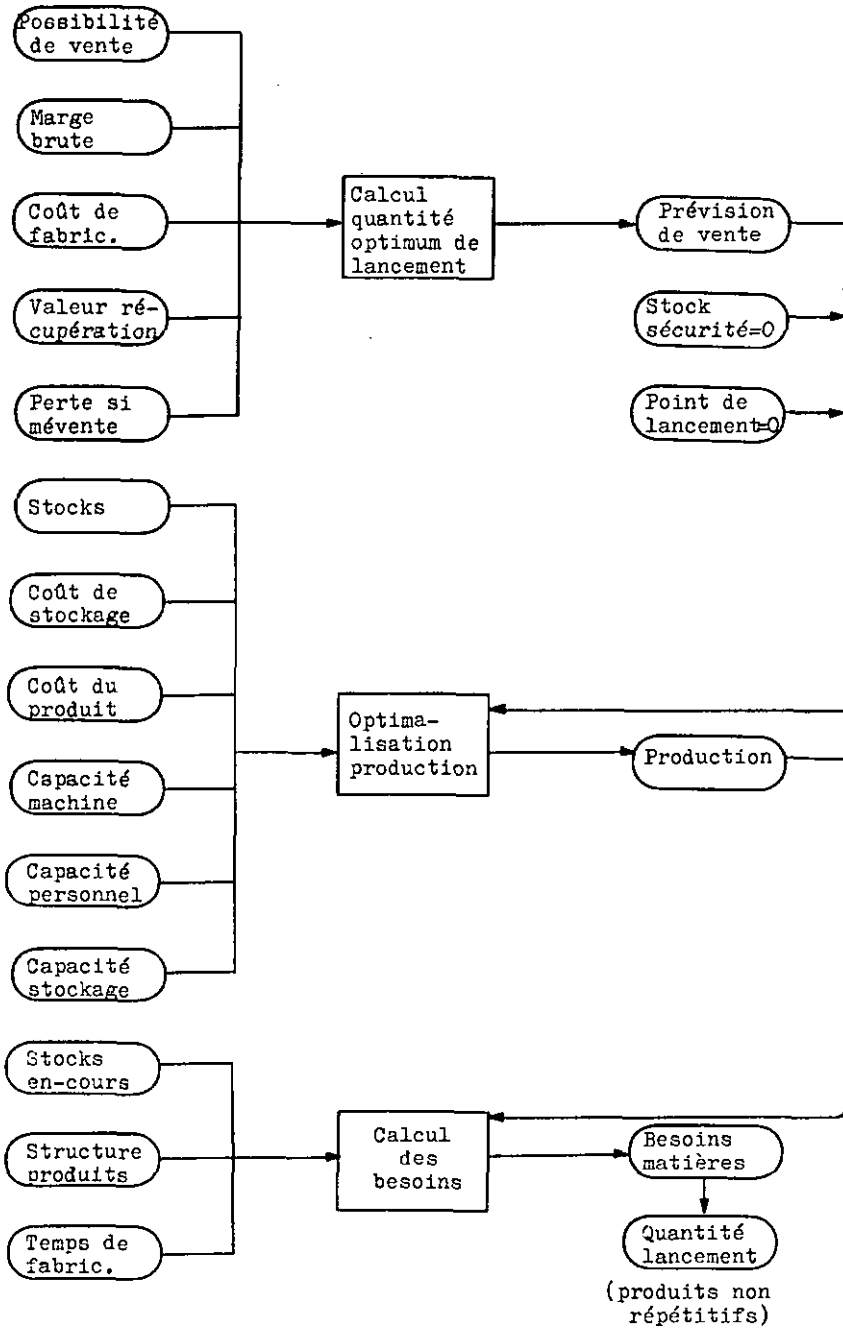 Possibilité
de vente
Marge
brute
Coût de
fabric.
Valeur ré-
cupération
Perte si
mévente
Calcul
quantité
optimum de
lancement
Prévision
de vente
Stock
sécurité=0
Point de
lancement=0
Stocks
Coût de
stockage
Coût du
produit
Capacité
machine
Capacité
personnel
Capacité
stockage
Optima-
lisation
production
Production
Stocks
en-cours
Structure
produits
Temps de
fabric.
Calcul
des
besoins
Besoins
matières
Quantité
lancement
(produits non
répétitifs)